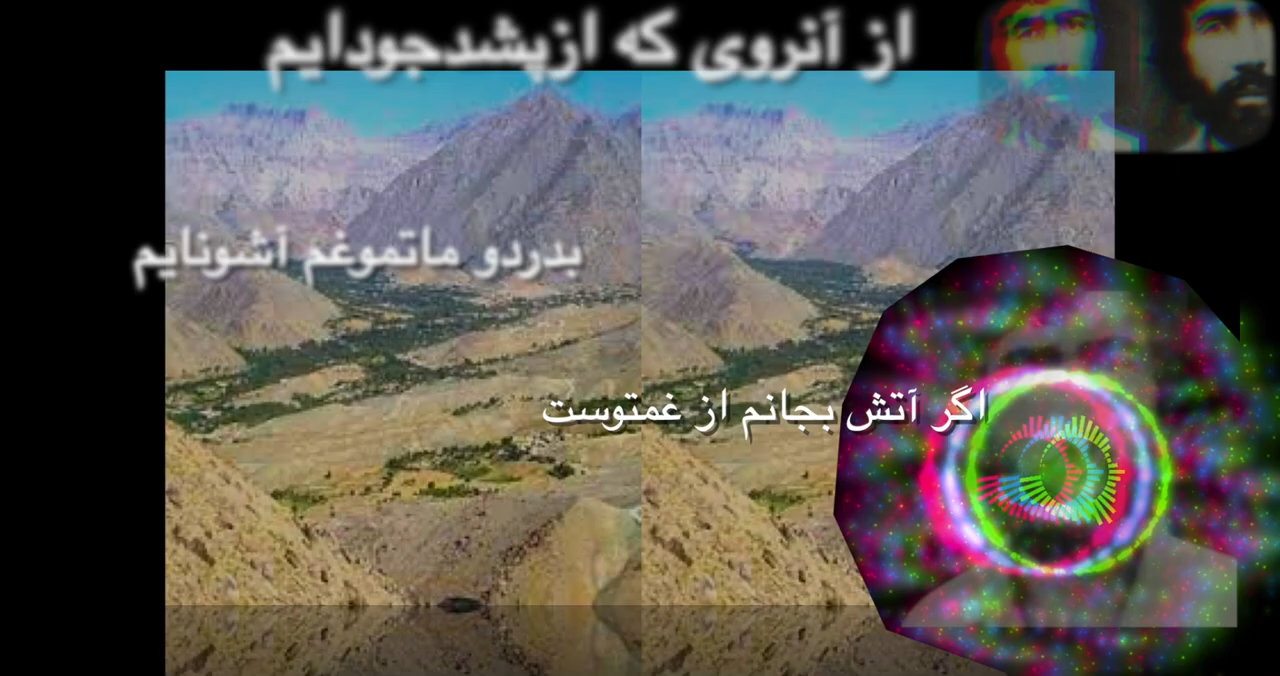 از آنروی که ازپشدجودایم
بدردو ماتموغم آشونایم
اگر آتش بجانم از غمتوست